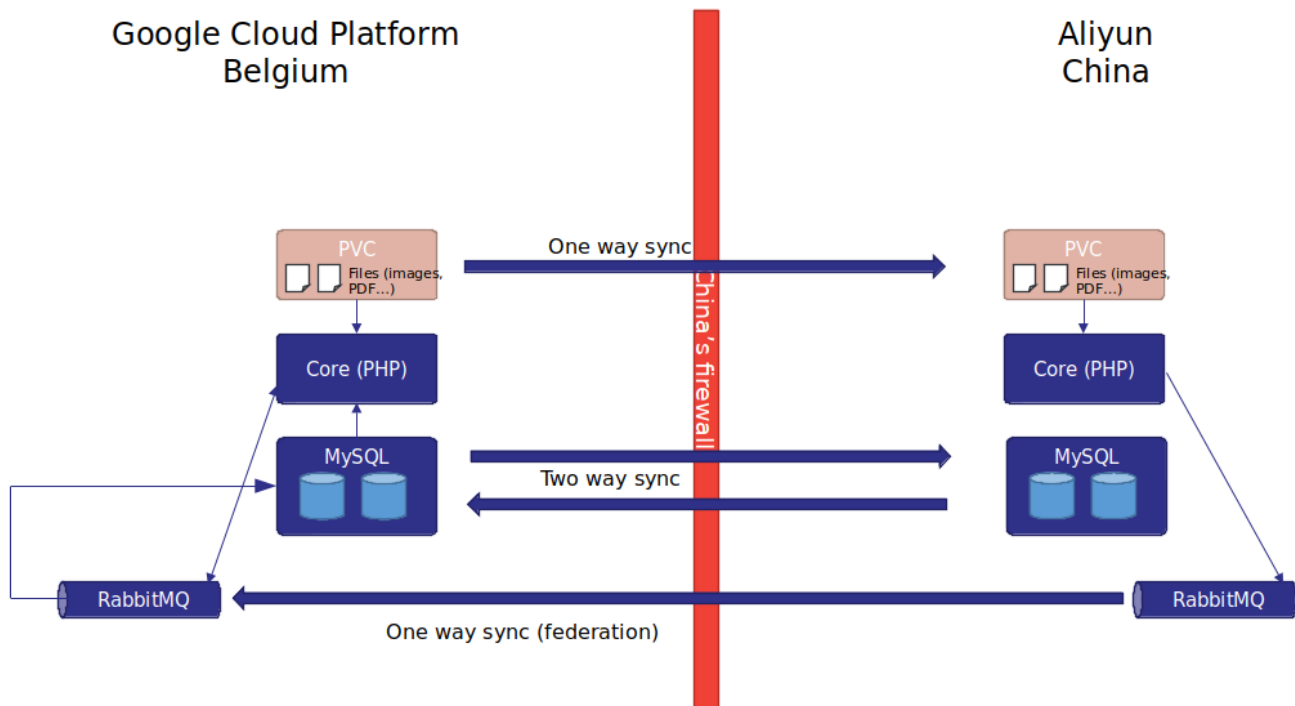 Google Cloud Platform
Belgium
Aliyun
China
PVC
Files (images,
PDF...)
One way sync
PVC
Files (images,
PDF...)
China's firewall
Core (PHP)
Core (PHP)
MySQL
Two way sync
MySQL
RabbitMQ
RabbitMQ
One way sync (federation)